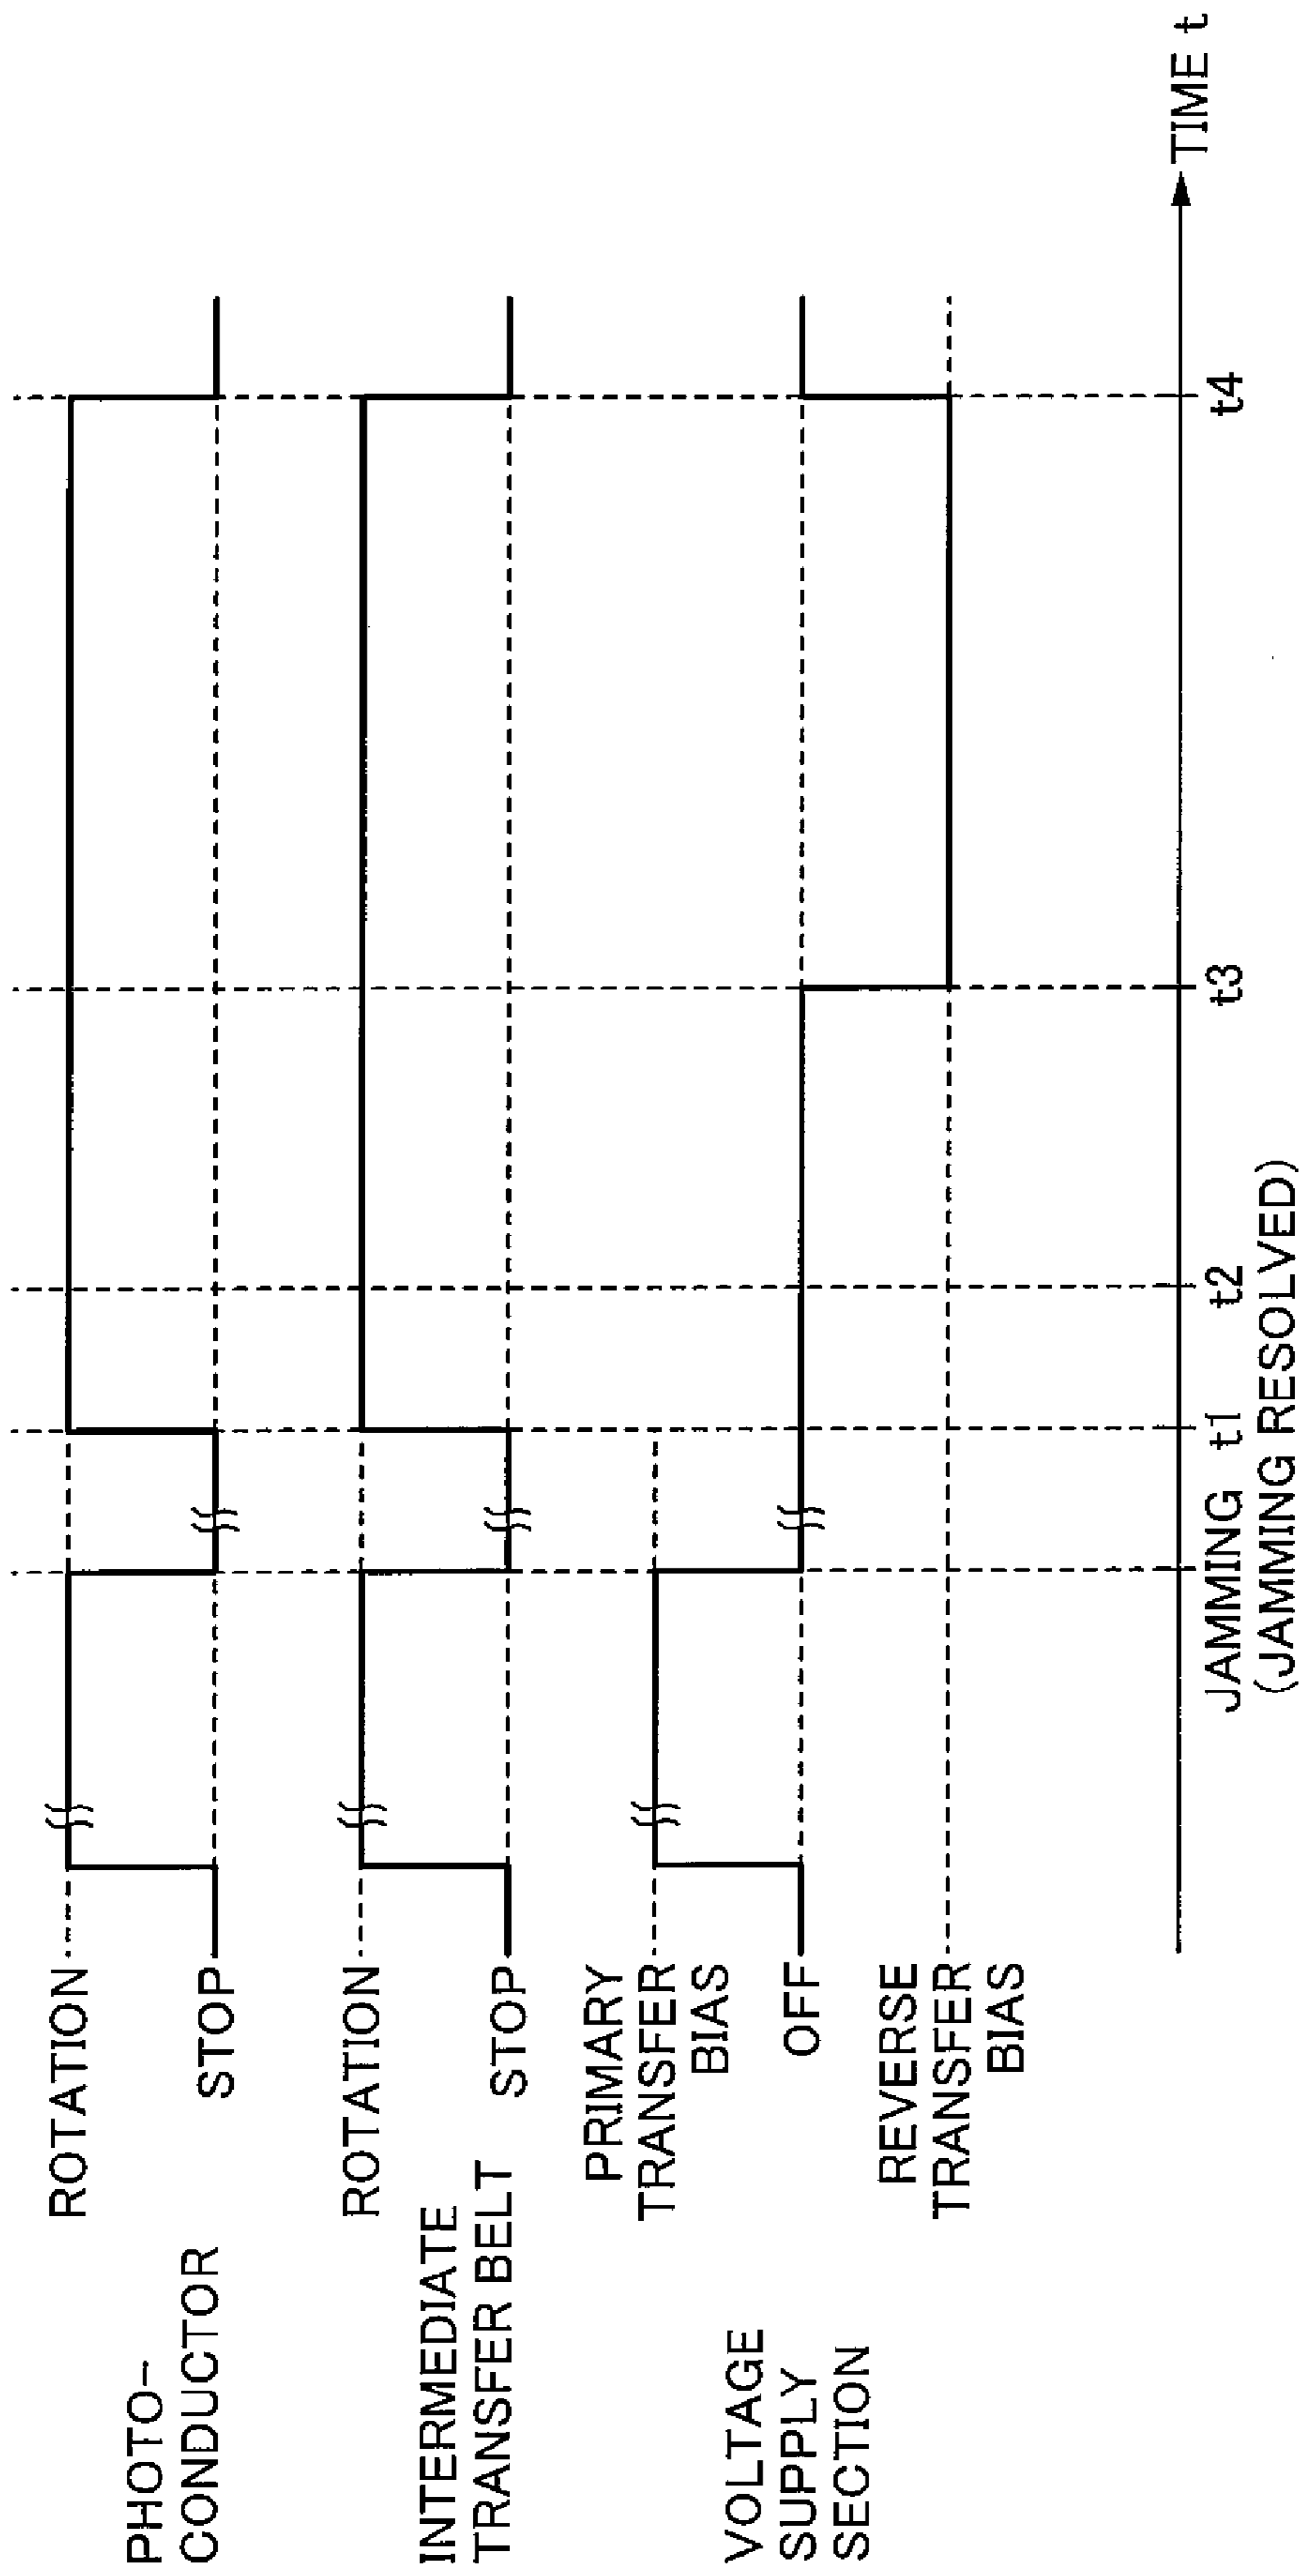 PHOTO-
CONDUCTOR
ROTATION
STOP
INTERMEDIATE
TRANSFER BELT
ROTATION
STOP
VOLTAGE
SUPPLY
SECTION
PRIMARY
TRANSFER
BIAS
OFF
REVERSE
TRANSFER
BIAS
JAMMING t1 t2 t3 t4 TIME t
(JAMMING RESOLVED)